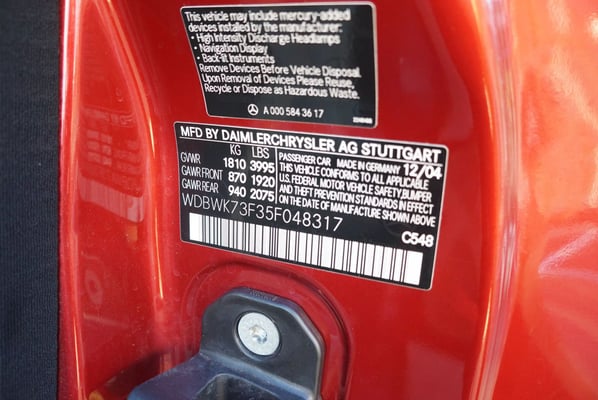 This vehicle may include mercury-added
devices installed by the manufacturer:
• High Intensity Discharge Headlamps
• Navigation Display
• Back-lit Instruments
Remove Devices Before Vehicle Disposal
Upon Removal of Devices Please Reuse,
Recycle or Dispose as Hazardous Waste.
A 000 584 36 17
MFD BY DAIMLERCHRYSLER AG STUTTGART
KG LBS
GVWR 1810 3995
GAWR FRONT 870 1920
GAWR REAR 940 2075
PASSENGER CAR MADE IN GERMANY 12/04
THIS VEHICLE CONFORMS TO ALL APPLICABLE
U.S. FEDERAL MOTOR VEHICLE SAFETY BUMPER
AND THEFT PREVENTION STANDARDS IN EFFECT
ON THE DATE OF MANUFACTURE SHOWN ABOVE
WDBWK73F35F048317
C548